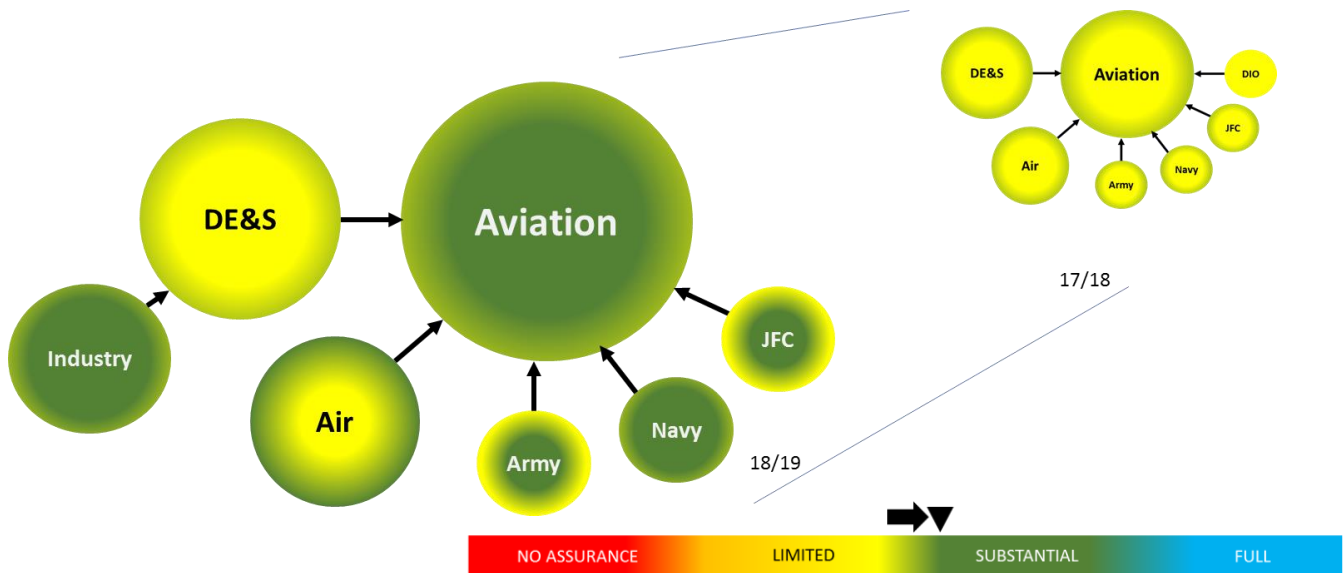 DE&S
Aviation
DIO
JFC
Air
Army
Navy
17/18
DE&S
Aviation
Industry
JFC
Air
Navy
Army
18/19
NO ASSURANCE LIMITED SUBSTANTIAL FULL